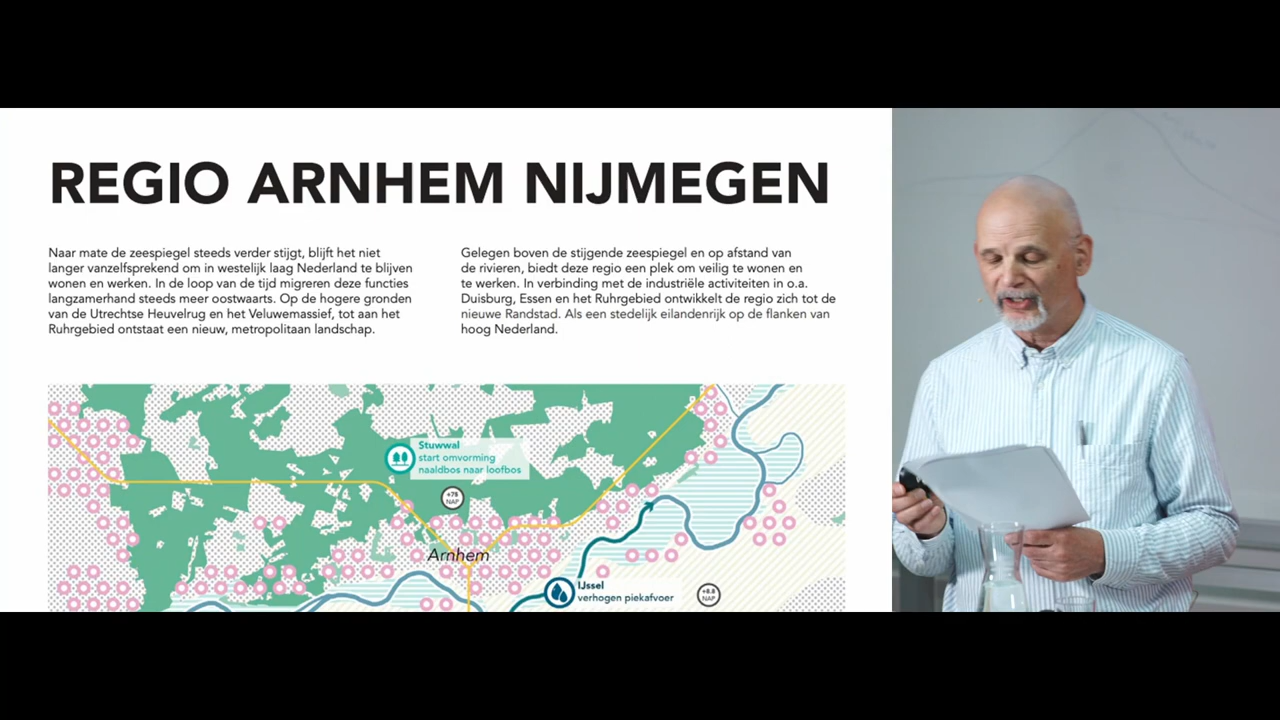 REGIO ARNHEM NIJMEGEN
Naar mate de zeespiegel steeds verder stijgt, blijft het niet
langer vanzelfsprekend om in westelijk laag Nederland te blijven
wonen en werken. In de loop van de tijd migreren deze functies
langzamerhand steeds meer oostwaarts. Op de hogere gronden
van de Utrechtse Heuvelrug en het Veluwemassief, tot aan het
Ruhrgebied ontstaat een nieuw, metropolitaan landschap.
Gelegen boven de stijgende zeespiegel en op afstand van
de rivieren, biedt deze regio een plek om veilig te wonen en
te werken. In verbinding met de industriële activiteiten in o.a.
Duisburg, Essen en het Ruhrgebied ontwikkelt de regio zich tot de
nieuwe Randstad. Als een stedelijk eilandenrijk op de flanken van
hoog Nederland.
Stuwwal
start omvorming
naaldbos naar loofbos
+75
NAP
Arnhem
IJssel
verhogen piekafvoer
+8.8
NAP